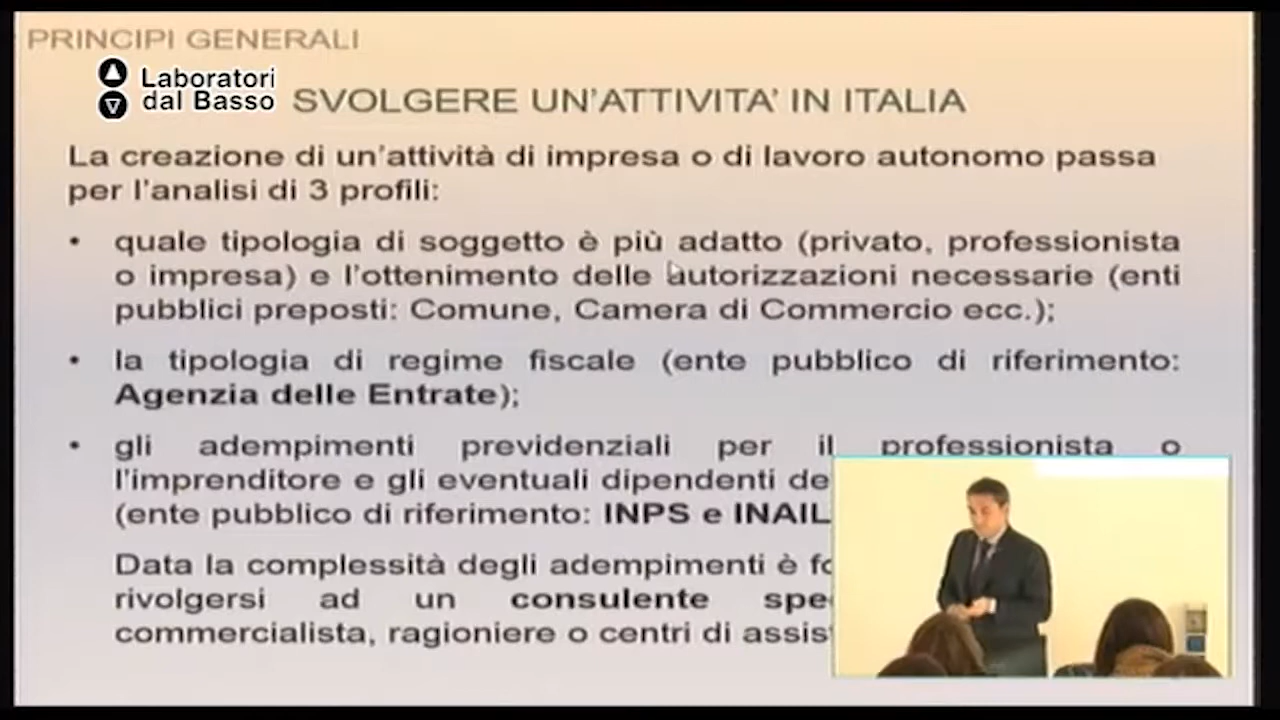 PRINCIPI GENERALI
Laboratori
dal Basso
SVOLGERE UN'ATTIVITA' IN ITALIA
La creazione di un'attività di impresa o di lavoro autonomo passa
per l'analisi di 3 profili:
• quale tipologia di soggetto è più adatto (privato, professionista
o impresa) e l'ottenimento delle autorizzazioni necessarie (enti
pubblici preposti: Comune, Camera di Commercio ecc.);
• la tipologia di regime fiscale (ente pubblico di riferimento:
Agenzia delle Entrate);
• gli adempimenti previdenziali per il professionista o
l'imprenditore e gli eventuali dipendenti de
(ente pubblico di riferimento: INPS e INAIL
Data la complessità degli adempimenti è fo
rivolgersi ad un consulente spe
commercialista, ragioniere o centri di assis